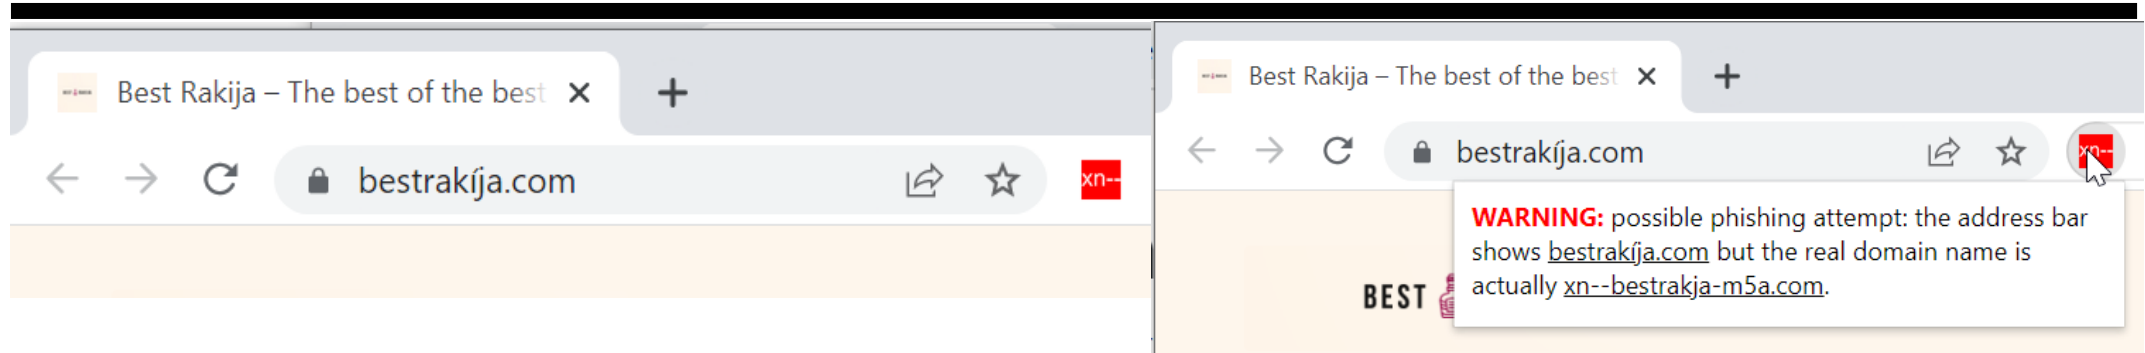 Best Rakija – The best of the best
bestrakíja.com
xn--
Best Rakija – The best of the best
bestrakíja.com
xn--
WARNING: possible phishing attempt: the address bar
shows bestrakíja.com but the real domain name is
actually xn--bestrakja-m5a.com.
BEST